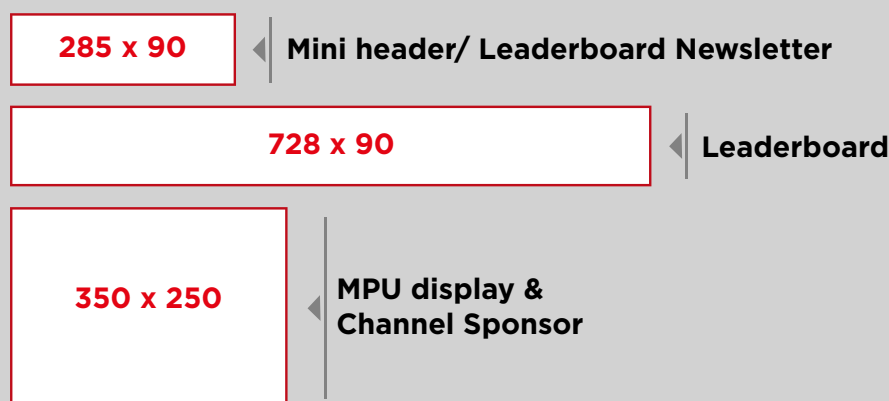 285 x 90
Mini header/ Leaderboard Newsletter
728 x 90
Leaderboard
350 x 250
MPU display &
Channel Sponsor